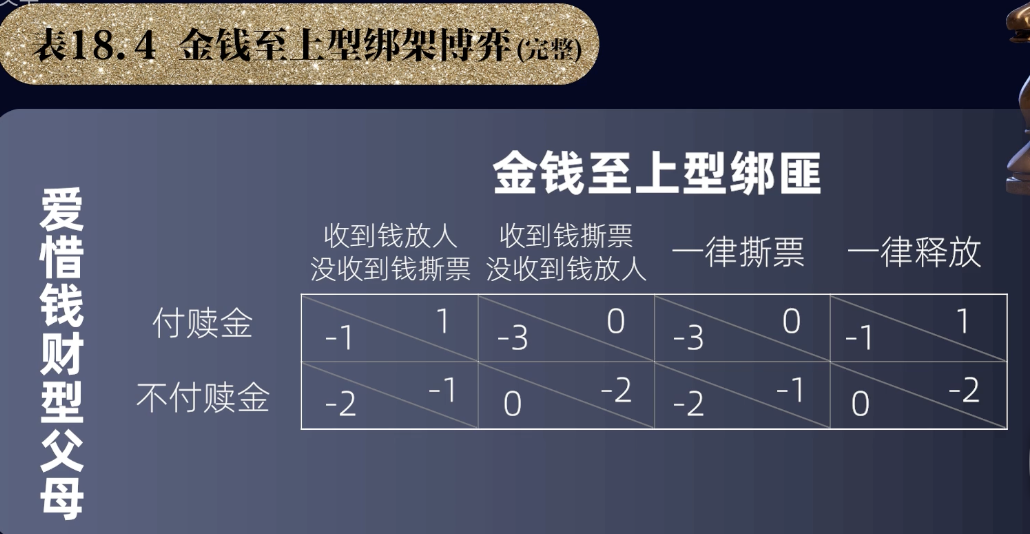 表18.4 金钱至上型绑架博弈(完整)
金钱至上型绑匪
爱惜钱财型父母
收到钱放人 收到钱撕票 一律撕票 一律释放
没收到钱撕票 没收到钱放人
付赎金 -1 1 -3 0 -3 0 -1 1
不付赎金 -2 -1 0 -2 -2 -1 0 -2